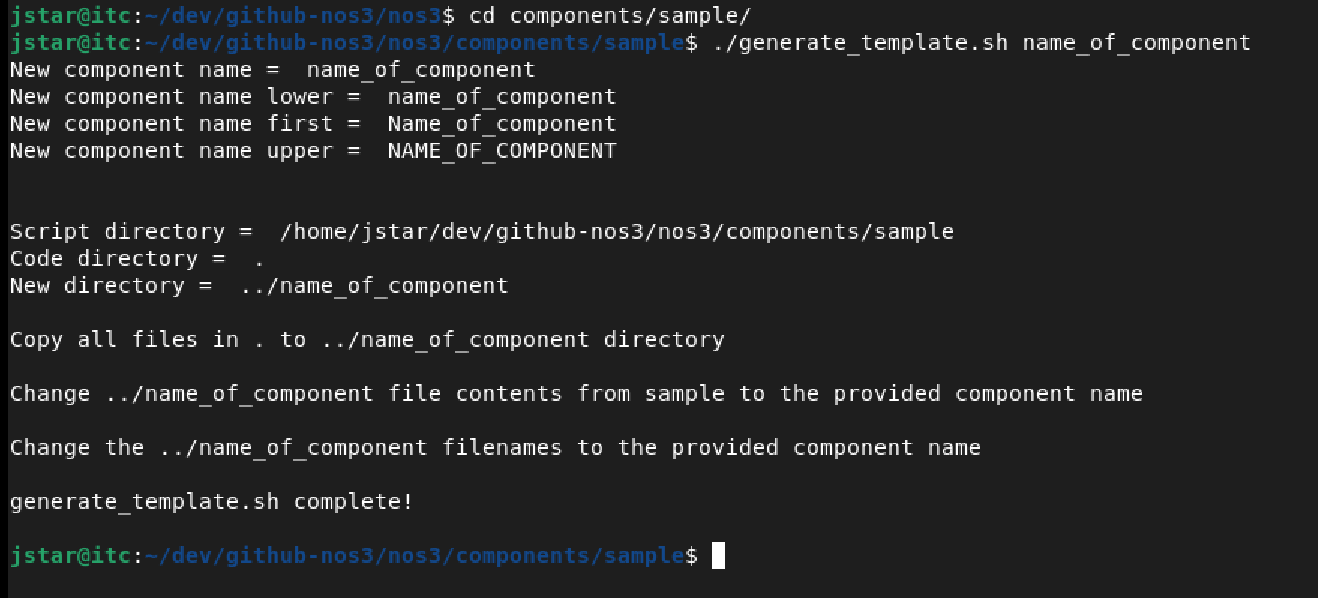 jstar@itc:~/dev/github-nos3/nos3$ cd components/sample/
jstar@itc:~/dev/github-nos3/nos3/components/sample$ ./generate_template.sh name_of_component
New component name =  name_of_component
New component name lower =  name_of_component
New component name first =  Name_of_component
New component name upper =  NAME_OF_COMPONENT
Script directory =  /home/jstar/dev/github-nos3/nos3/components/sample
Code directory =  .
New directory =  ../name_of_component
Copy all files in . to ../name_of_component directory
Change ../name_of_component file contents from sample to the provided component name
Change the ../name_of_component filenames to the provided component name
generate_template.sh complete!
jstar@itc:~/dev/github-nos3/nos3/components/sample$